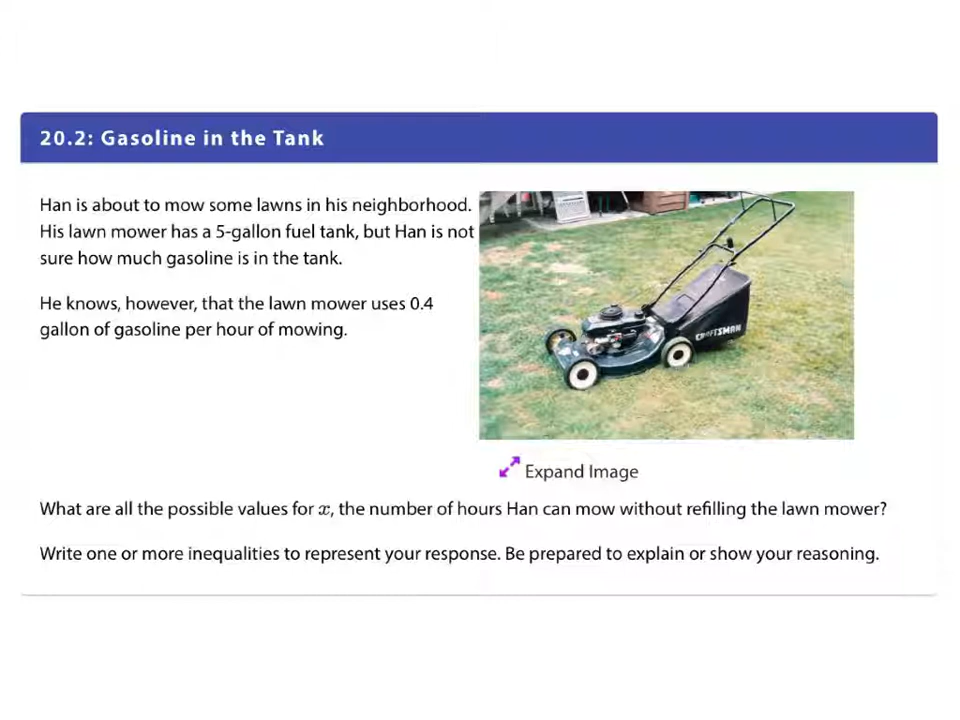 20.2: Gasoline in the Tank
Han is about to mow some lawns in his neighborhood.
His lawn mower has a 5-gallon fuel tank, but Han is not
sure how much gasoline is in the tank.
He knows, however, that the lawn mower uses 0.4
gallon of gasoline per hour of mowing.
CRAFTSMAN
Expand Image
What are all the possible values for x, the number of hours Han can mow without refilling the lawn mower?
Write one or more inequalities to represent your response. Be prepared to explain or show your reasoning.